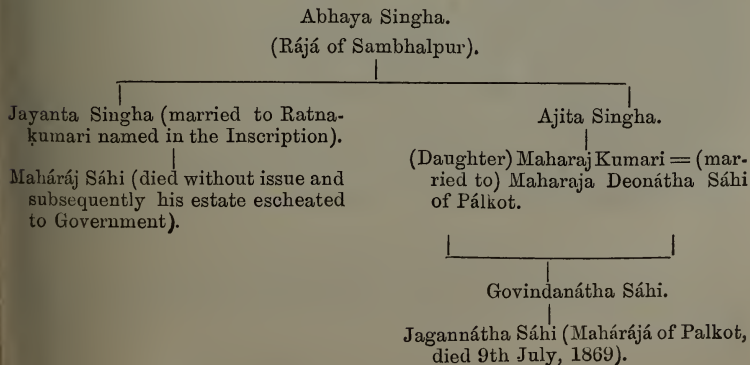 Abhaya Singha.
(Rájá of Sambhalpur).
Jayanta Singha (married to Ratna-
ḳumari named in the Inscription).
Maháráj Sáhi (died without issue and
subsequently his estate escheated
to Government).
Ajita Singha.
(Daughter) Maharaj Kumari = (mar-
ried to) Maharaja Deonátha Sáhi
of Pálkot.
Govindanátha Sáhi.
Jagannátha Sáhi (Mahárájá of Palkot,
died 9th July, 1869).